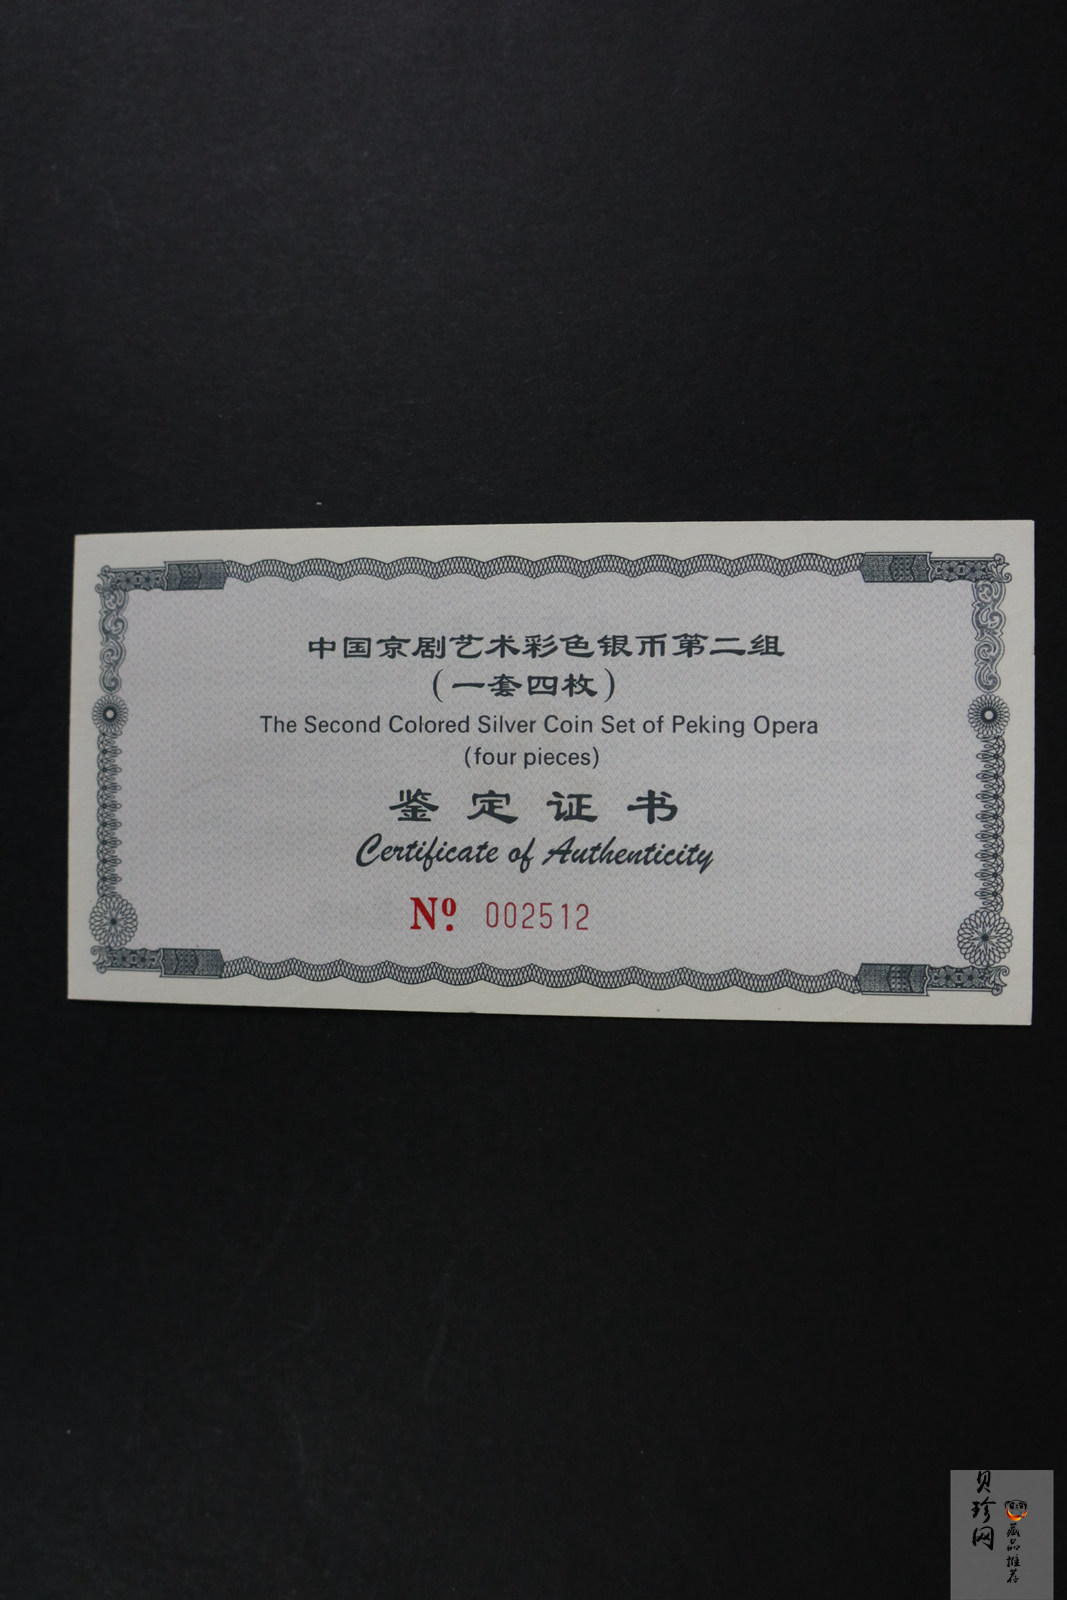 中国京剧艺术彩色银币第二组
(一套四枚)
The Second Colored Silver Coin Set of Peking Opera
(four pieces)
鉴定证书
Certificate of Authenticity
Nº. 002512
贝珍网
藏品推荐